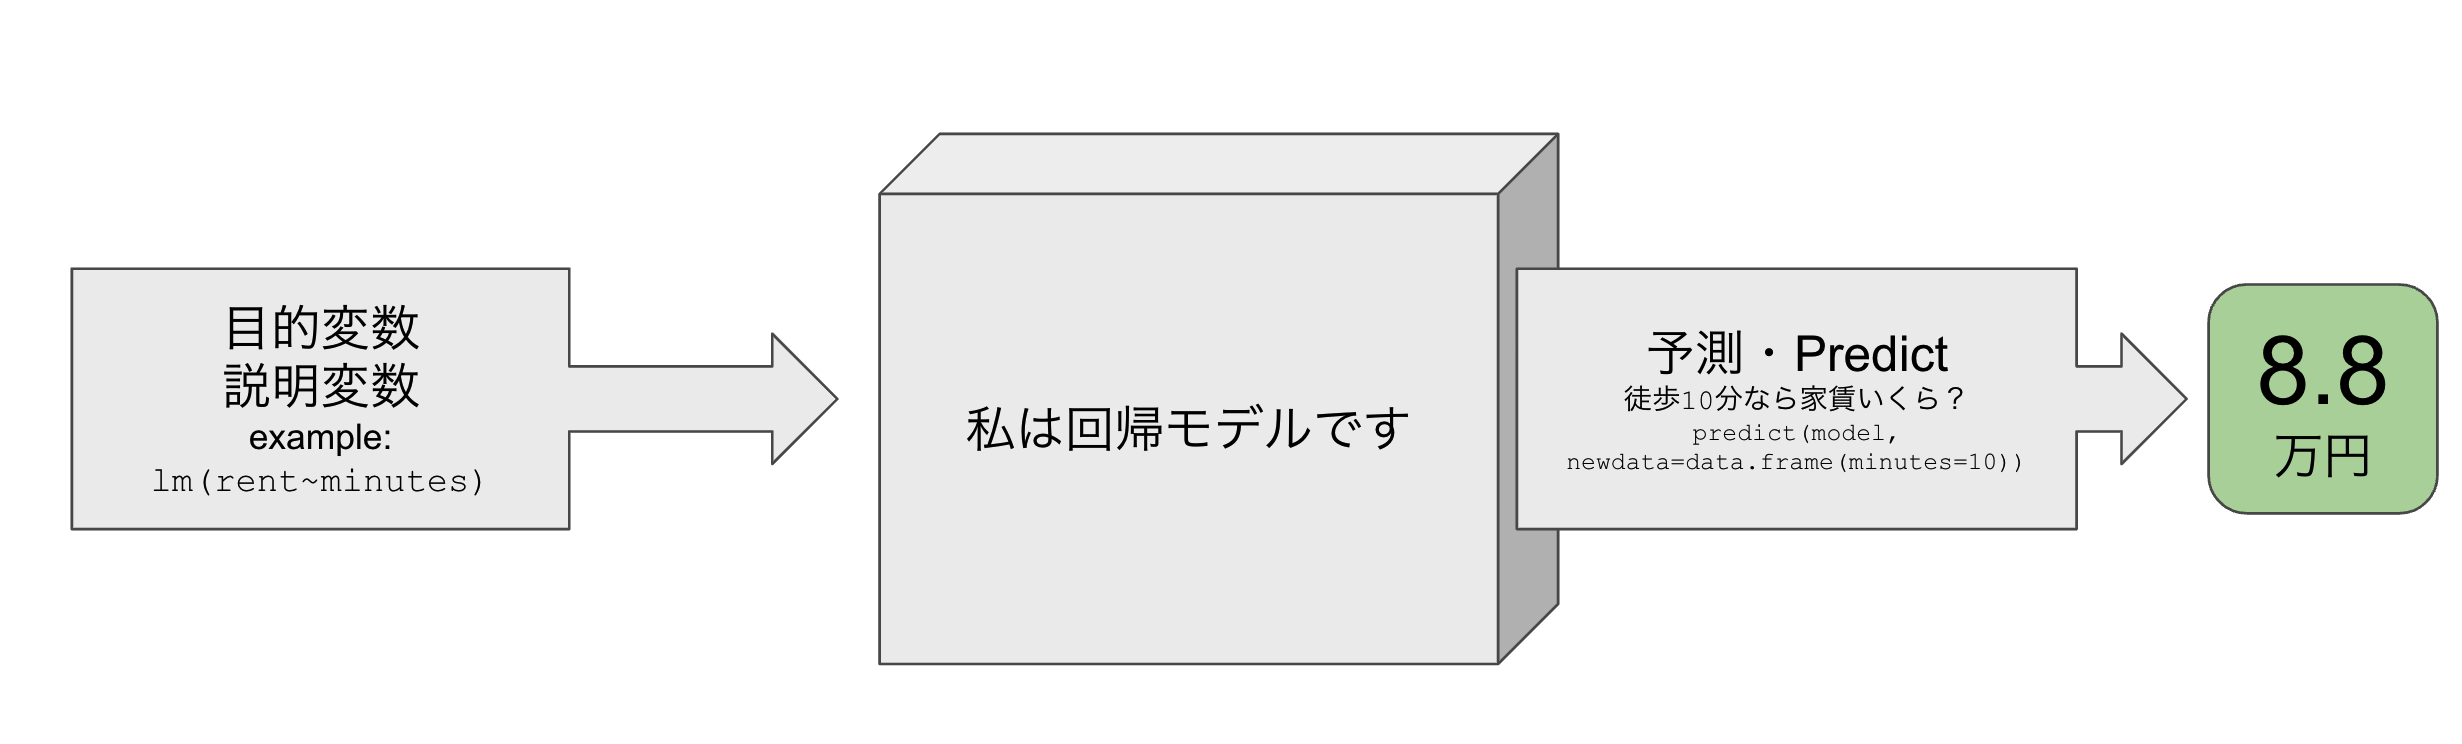 目的変数
説明変数
example:
lm(rent~minutes)
私は回帰モデルです
予測・Predict
徒歩10分なら家賃いくら？
predict(model,
newdata=data.frame(minutes=10))
8.8
万円